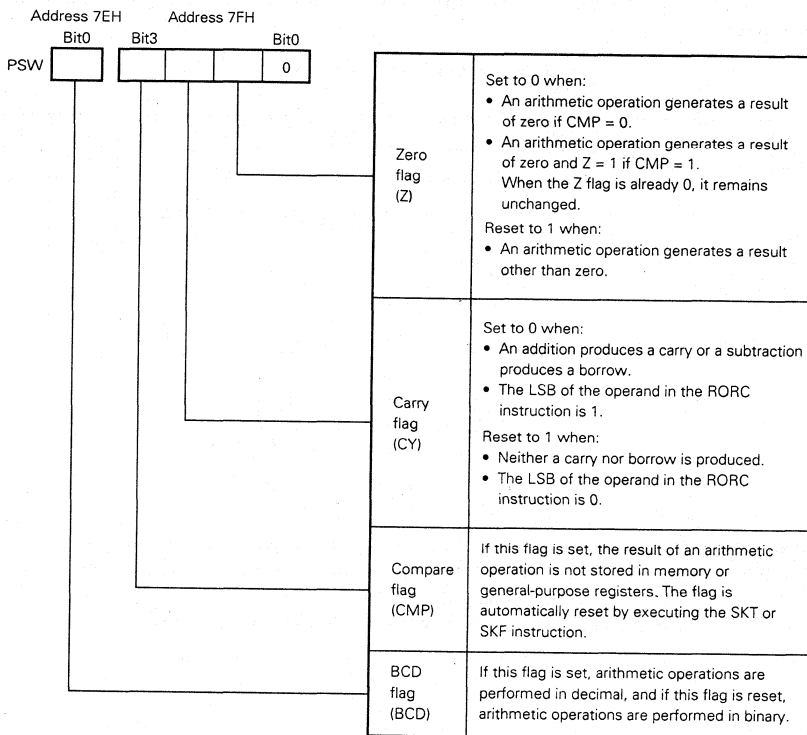 Address 7EH Address 7FH
Bit0 Bit3 Bit0
PSW 0
Zero
flag
(Z)
Set to 0 when:
• An arithmetic operation generates a result
of zero if CMP = 0.
• An arithmetic operation generates a result
of zero and Z = 1 if CMP = 1.
When the Z flag is already 0, it remains
unchanged.
Reset to 1 when:
• An arithmetic operation generates a result
other than zero.
Carry
flag
(CY)
Set to 0 when:
• An addition produces a carry or a subtraction
produces a borrow.
• The LSB of the operand in the RORC
instruction is 1.
Reset to 1 when:
• Neither a carry nor borrow is produced.
• The LSB of the operand in the RORC
instruction is 0.
Compare
flag
(CMP)
If this flag is set, the result of an arithmetic
operation is not stored in memory or
general-purpose registers. The flag is
automatically reset by executing the SKT or
SKF instruction.
BCD
flag
(BCD)
If this flag is set, arithmetic operations are
performed in decimal, and if this flag is reset,
arithmetic operations are performed in binary.